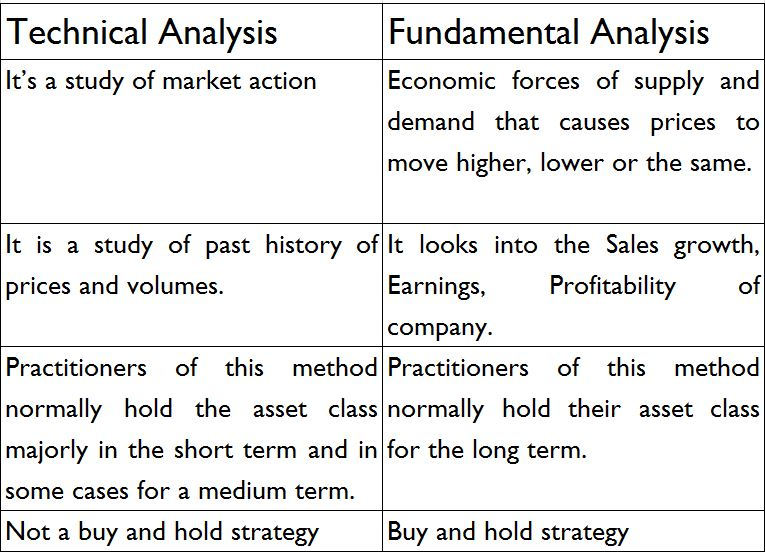 Technical Analysis
Fundamental Analysis
It's a study of market action
Economic forces of supply and
demand that causes prices to
move higher, lower or the same.
It is a study of past history of
prices and volumes.
It looks into the Sales growth,
Earnings, Profitability of
company.
Practitioners of this method
normally hold the asset class
majorly in the short term and in
some cases for a medium term.
Practitioners of this method
normally hold their asset class
for the long term.
Not a buy and hold strategy
Buy and hold strategy